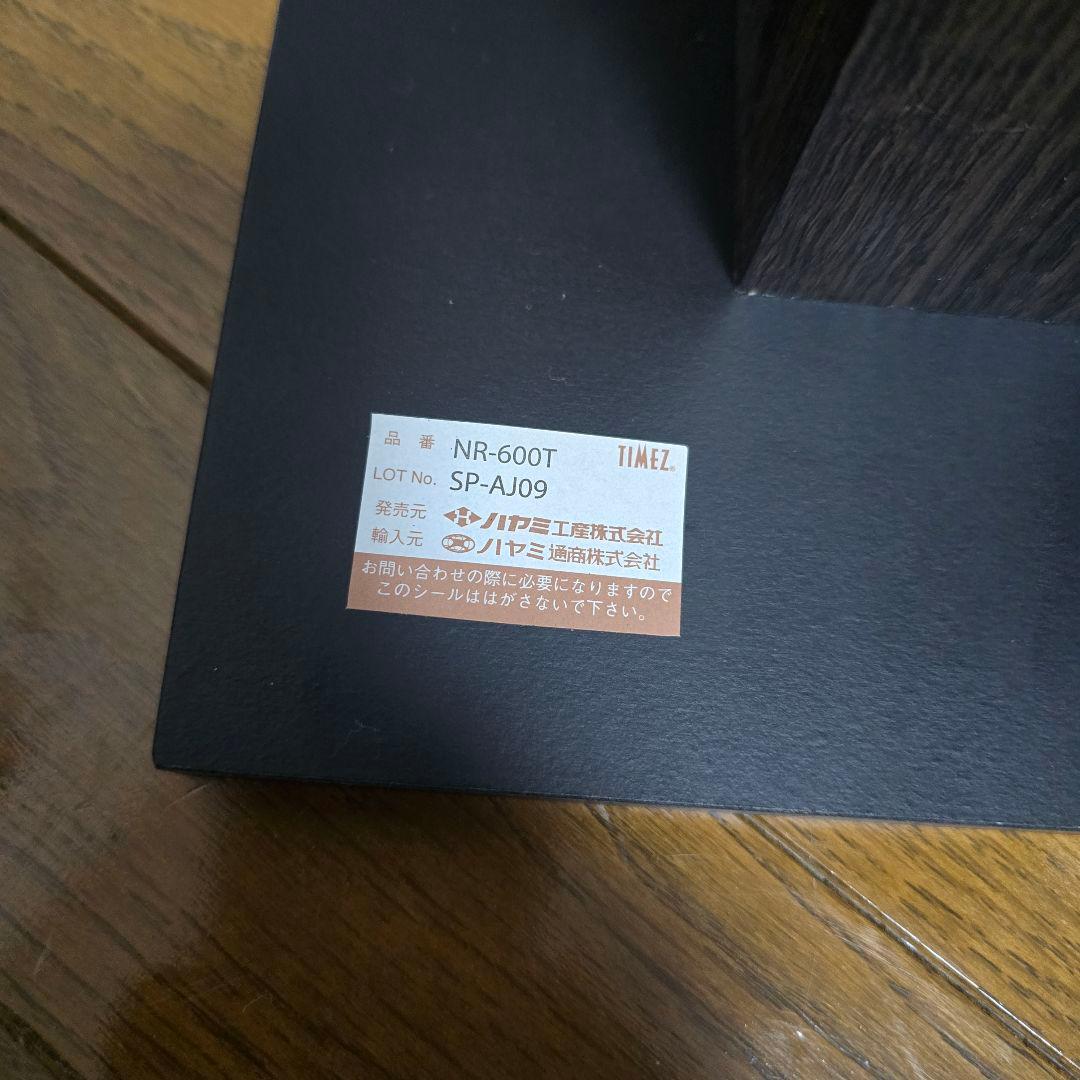 品番 NR-600T TIMEZ®
LOT No. SP-AJ09
発売元 ハヤミ工産株式会社
輸入元 ハヤミ通商株式会社
お問い合わせの際に必要になりますので
このシールははがさないで下さい。